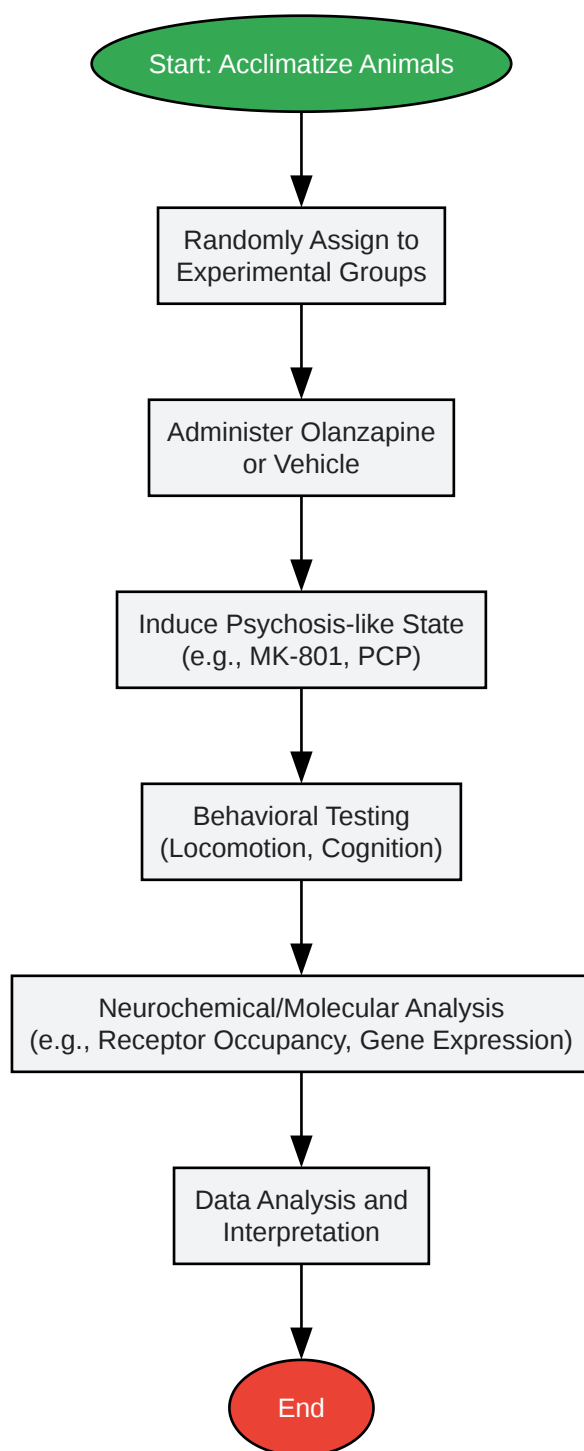 Start: Acclimatize Animals
Randomly Assign to
Experimental Groups
Administer Olanzapine
or Vehicle
Induce Psychosis-like State
(e.g., MK-801, PCP)
Behavioral Testing
(Locomotion, Cognition)
Neurochemical/Molecular Analysis
(e.g., Receptor Occupancy, Gene Expression)
Data Analysis and
Interpretation
End